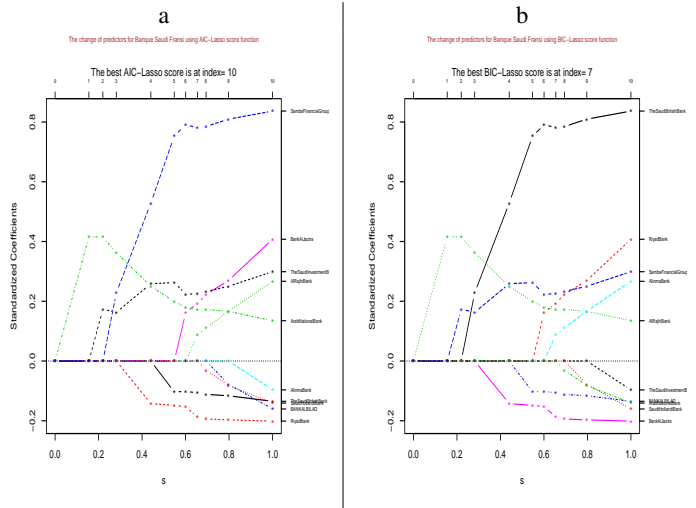 a
The change of predictors for Banque Saudi Fransi using AIC-Lasso score function
The best AIC-Lasso score is at index= 10
0 1 2 3 4 5 6 7 8 9 10
Standardized Coefficients
0.8
0.6
0.4
0.2
0.0
-0.2
SambaFinancialGroup
BankAlJazira
TheSaudiInvestmentB
AlRajhiBank
ArabNationalBank
AlinmaBank
TheSaudiBritishBank
BANKALBILAD
RiyadBank
0.0 0.2 0.4 0.6 0.8 1.0
s
b
The change of predictors for Banque Saudi Fransi using BIC-Lasso score function
The best BIC-Lasso score is at index= 7
0 1 2 3 4 5 6 7 8 9 10
Standardized Coefficients
0.8
0.6
0.4
0.2
0.0
-0.2
TheSaudiBritishBank
RiyadBank
SambaFinancialGroup
AlinmaBank
AlRajhiBank
TheSaudiInvestmentB
BANKALBILAD
SaudiHollandiBank
BankAlJazira
0.0 0.2 0.4 0.6 0.8 1.0
s